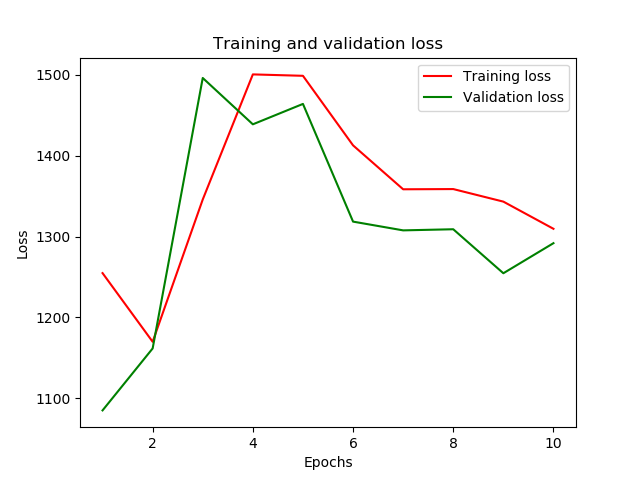 Training and validation loss
Training loss
Validation loss
1500
1400
1300
1200
1100
Loss
2
4
6
8
10
Epochs